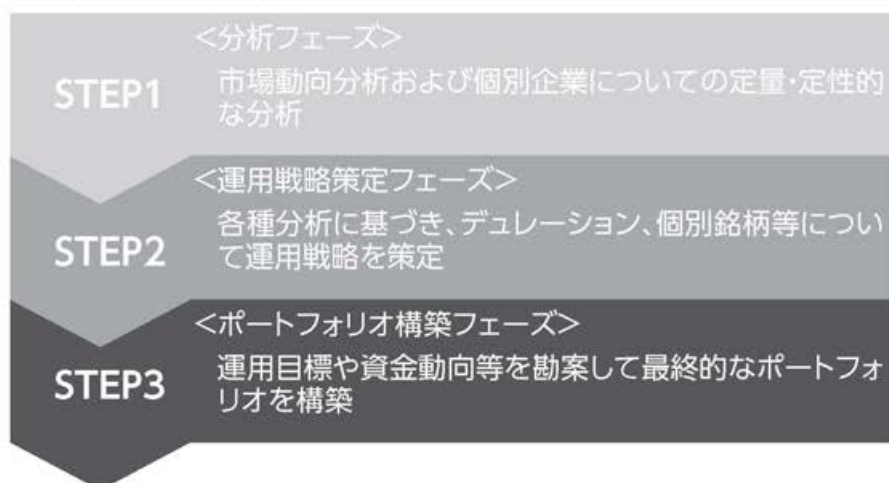 <分析フェーズ>
STEP1
市場動向分析および個別企業についての定量・定性的
な分析
<運用戦略策定フェーズ>
STEP2
各種分析に基づき、デュレーション、個別銘柄等につい
て運用戦略を策定
<ポートフォリオ構築フェーズ>
STEP3
運用目標や資金動向等を勘案して最終的なポートフォ
リオを構築